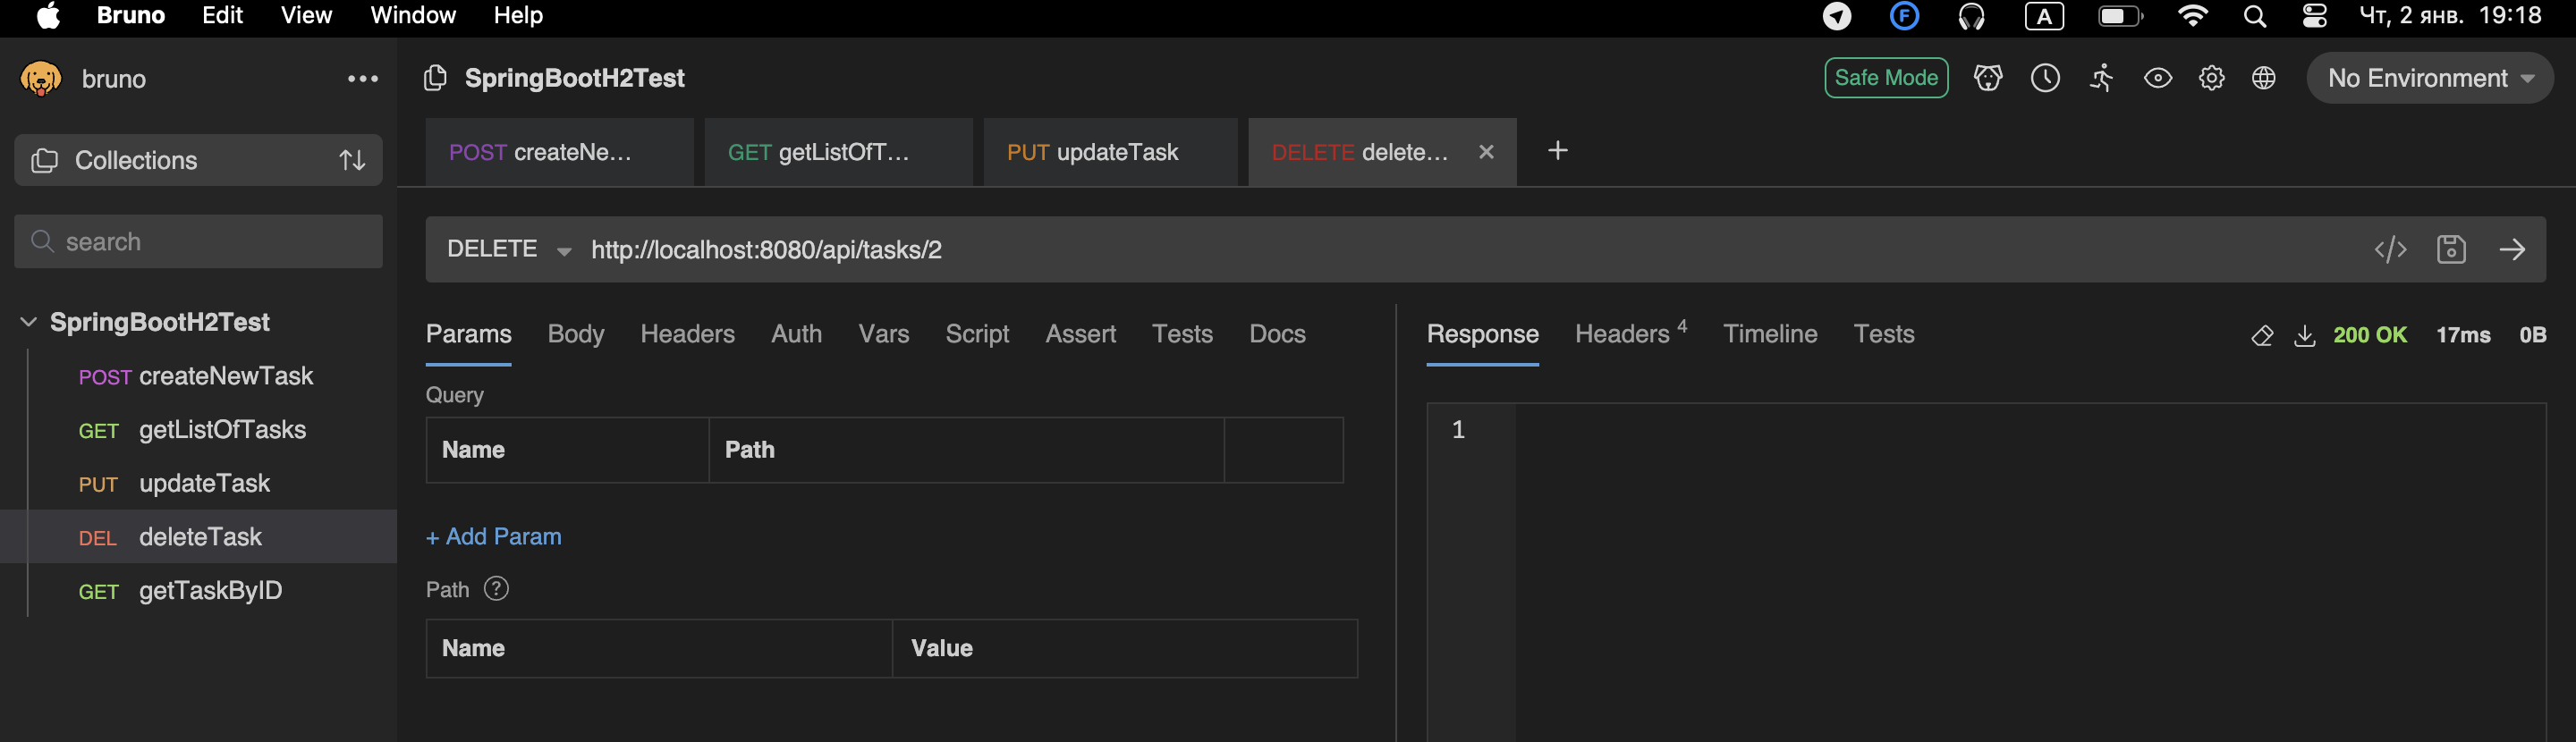 Bruno Edit View Window Help F A Чт, 2 янв. 19:18
bruno
SpringBootH2Test
Safe Mode
No Environment
Collections
POST createNe...
GET getListOfT...
PUT updateTask
DELETE delete...
search
DELETE http://localhost:8080/api/tasks/2
SpringBootH2Test
POST createNewTask
GET getListOfTasks
PUT updateTask
DEL deleteTask
GET getTaskByID
Params Body Headers Auth Vars Script Assert Tests Docs
Query
Name Path
+ Add Param
Path ?
Name Value
Response Headers 4 Timeline Tests
200 OK 17ms 0B
1